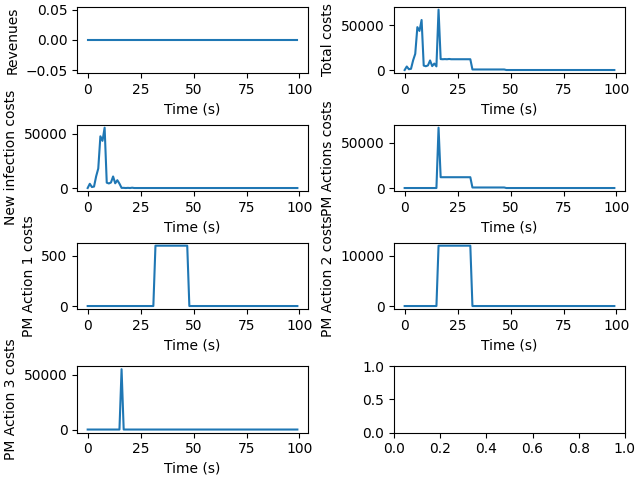 Revenues
0.05
0.00
−0.05
0 25 50 75 100
Time (s)
Total costs
50000
0
0 25 50 75 100
Time (s)
New infection costs
50000
0
0 25 50 75 100
Time (s)
PM Actions costs
50000
0
0 25 50 75 100
Time (s)
PM Action 1 costs
500
0
0 25 50 75 100
Time (s)
PM Action 2 costs
10000
0
0 25 50 75 100
Time (s)
PM Action 3 costs
50000
0
0 25 50 75 100
Time (s)
1.0
0.5
0.0
0.0 0.2 0.4 0.6 0.8 1.0